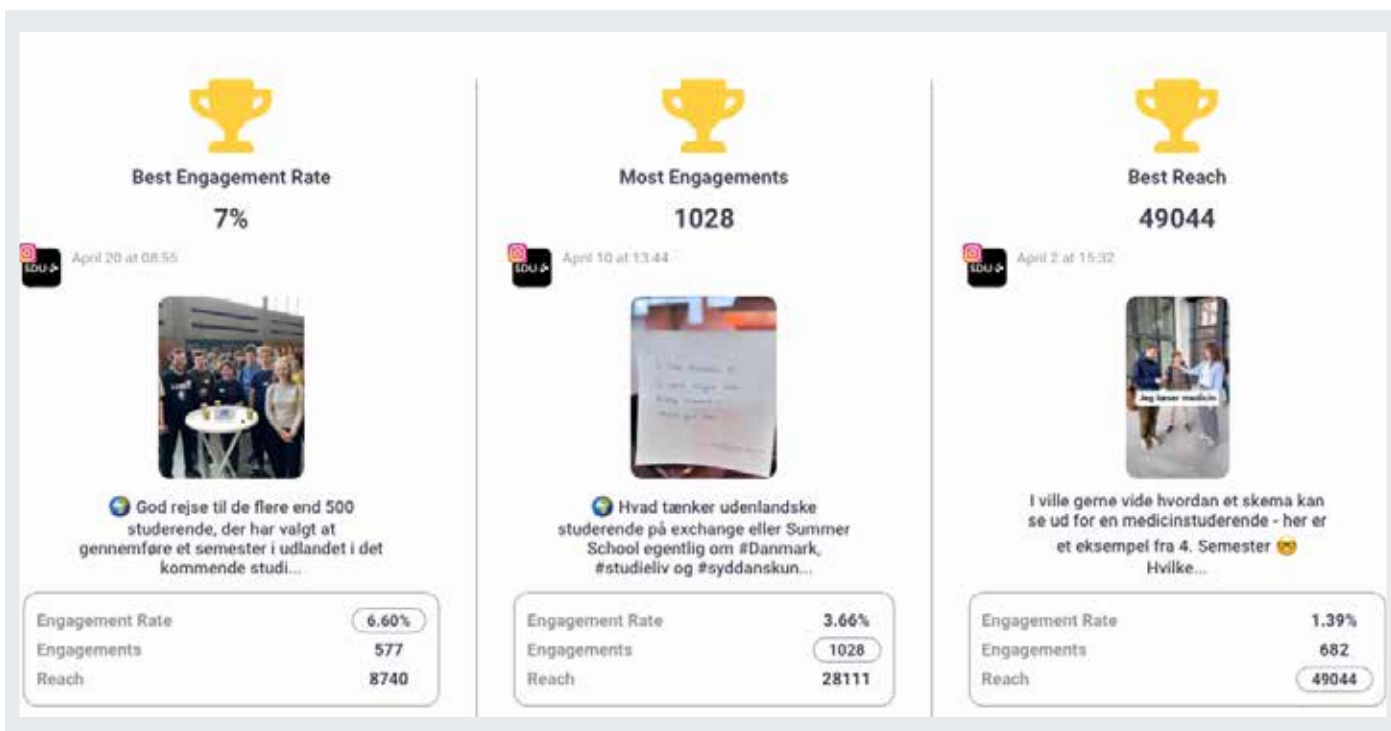 Best Engagement Rate
7%
SDU
April 20 at 08:55
🌍 God rejse til de flere end 500
studerende, der har valgt at
gennemføre et semester i udlandet i det
kommende studi...
Engagement Rate 6.60%
Engagements 577
Reach 8740
Most Engagements
1028
SDU
April 10 at 13:44
🌍 Hvad tænker udenlandske
studerende på exchange eller Summer
School egentlig om #Danmark,
#studieliv og #syddanskun...
Engagement Rate 3.66%
Engagements 1028
Reach 28111
Best Reach
49044
SDU
April 2 at 15:32
Jeg læser medicin
I ville gerne vide hvordan et skema kan
se ud for en medicinstuderende - her er
et eksempel fra 4. Semester 🤓
Hvilke...
Engagement Rate 1.39%
Engagements 682
Reach 49044